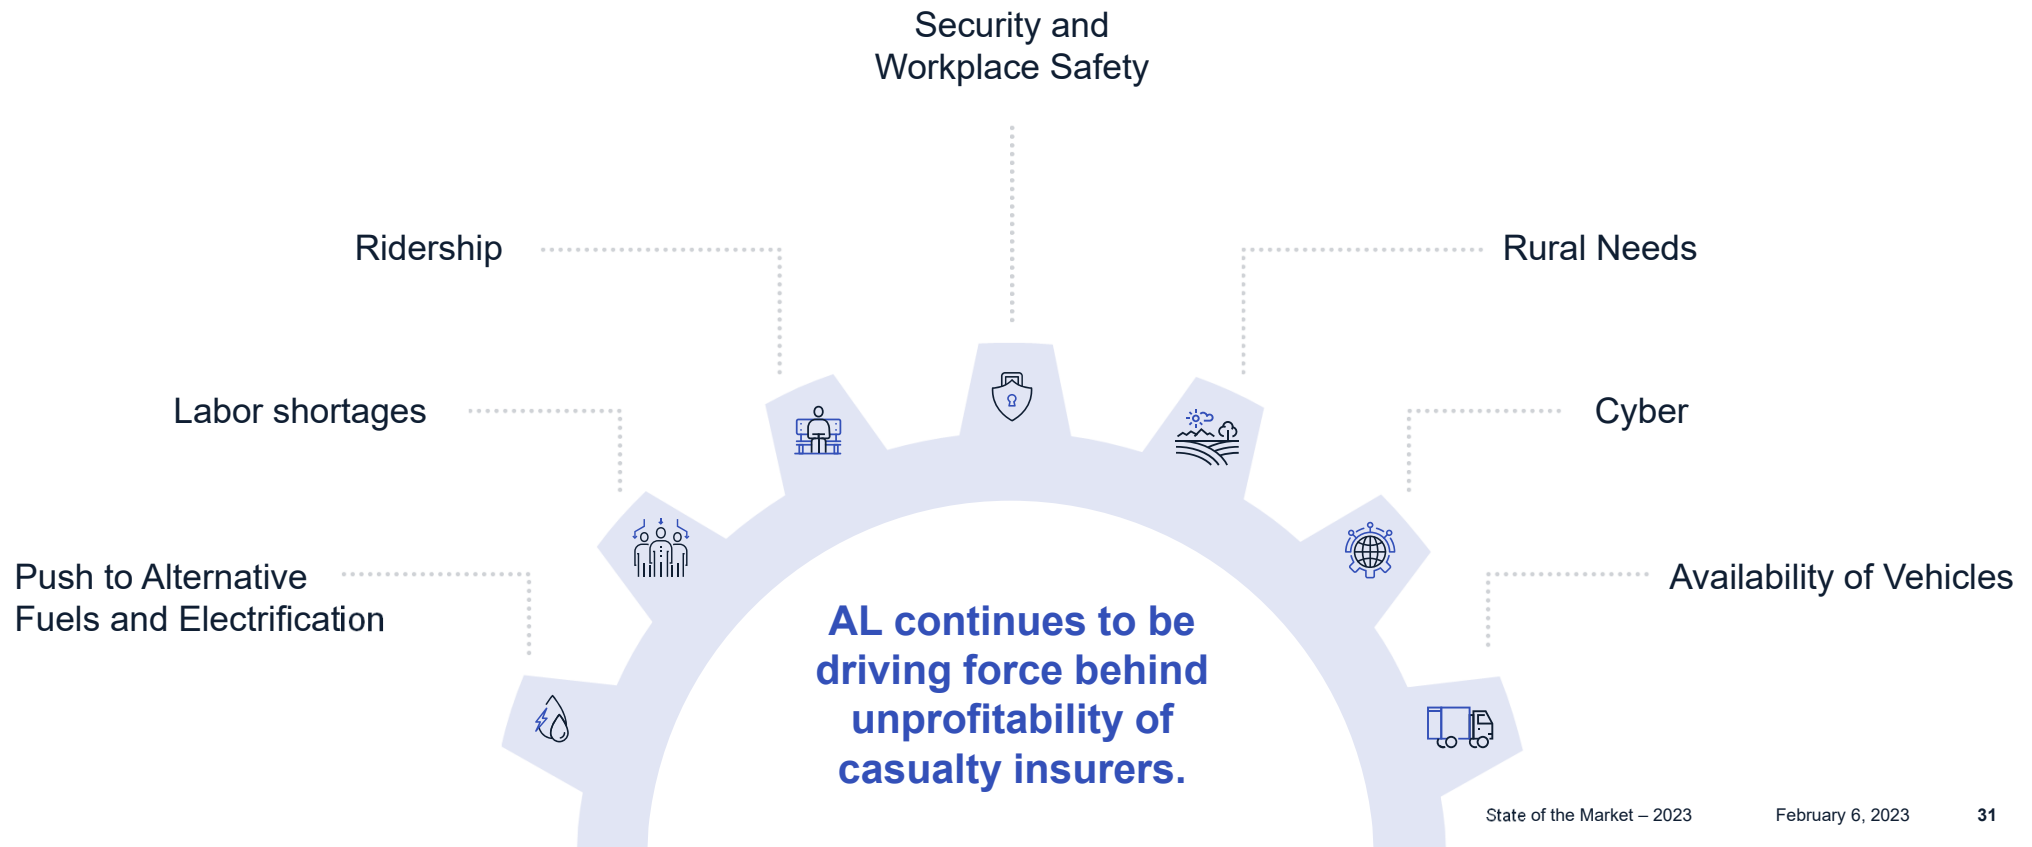 Security and
Workplace Safety
Ridership
Rural Needs
Labor shortages
Cyber
Push to Alternative
Fuels and Electrification
Availability of Vehicles
AL continues to be
driving force behind
unprofitability of
casualty insurers.
State of the Market – 2023 February 6, 2023 31